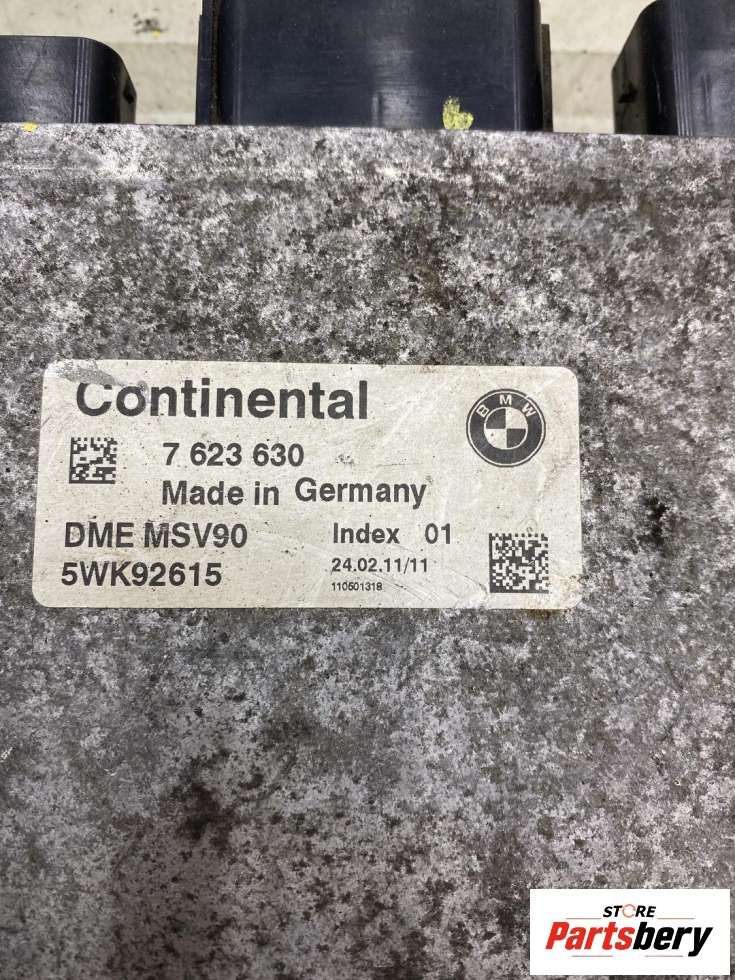 Continental
BMW
7 623 630
Made in Germany
DME MSV90 Index 01
5WK92615 24.02.11/11
110501318
STORE
Partsbery